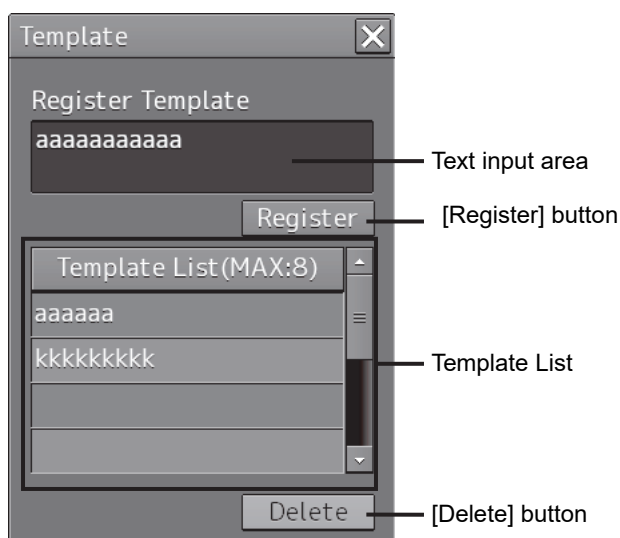 Template
Register Template
aaaaaaaaaaa
Text input area
Register
[Register] button
Template List(MAX:8)
aaaaaa
kkkkkkkkk
Template List
Delete
[Delete] button